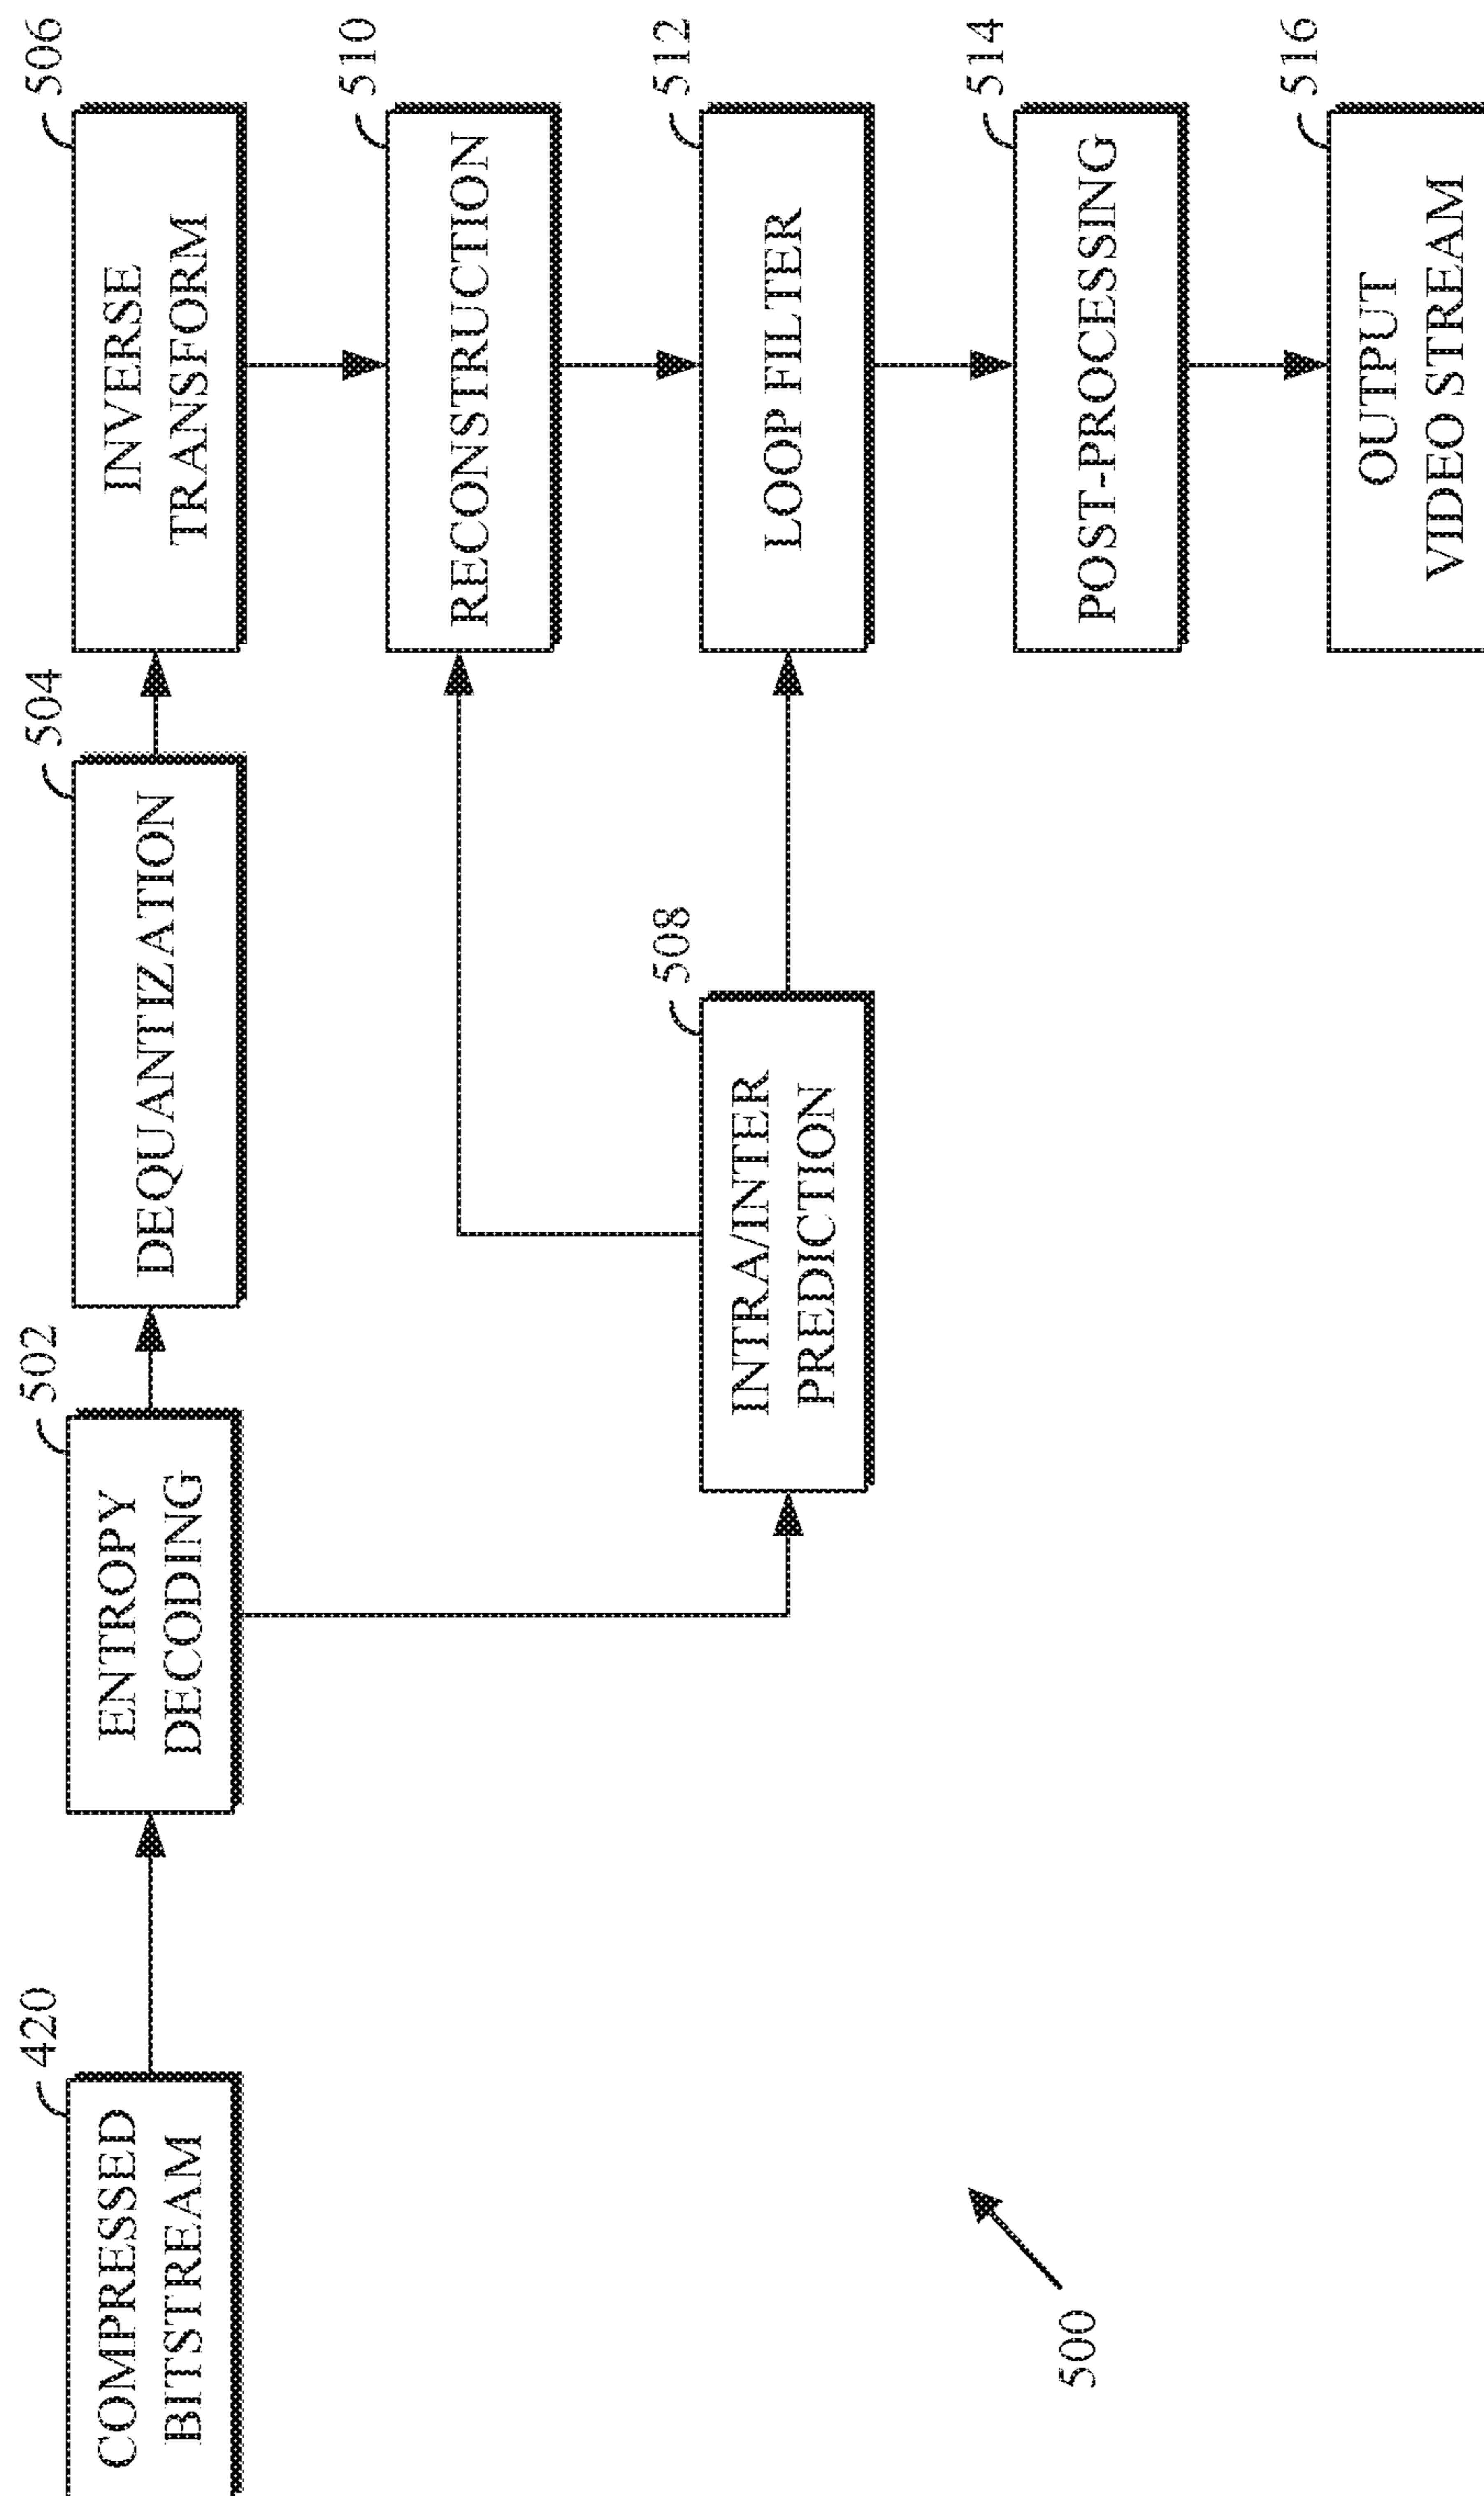 420
COMPRESSED
BITSTREAM
502
ENTROPY
DECODING
504
DEQUANTIZATION
506
INVERSE
TRANSFORM
510
RECONSTRUCTION
508
INTRA/INTER
PREDICTION
512
LOOP FILTER
514
POST-PROCESSING
516
OUTPUT
VIDEO STREAM
500